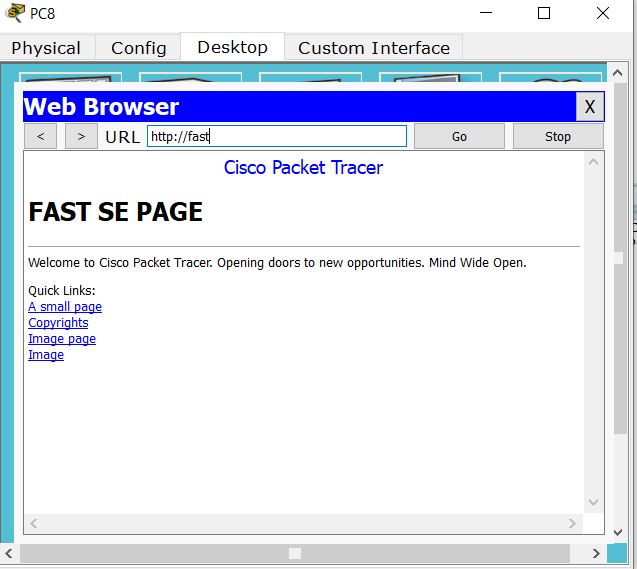 PC8
Physical Config Desktop Custom Interface
Web Browser X
< > URL http://fast Go Stop
Cisco Packet Tracer
FAST SE PAGE
Welcome to Cisco Packet Tracer. Opening doors to new opportunities. Mind Wide Open.
Quick Links:
A small page
Copyrights
Image page
Image